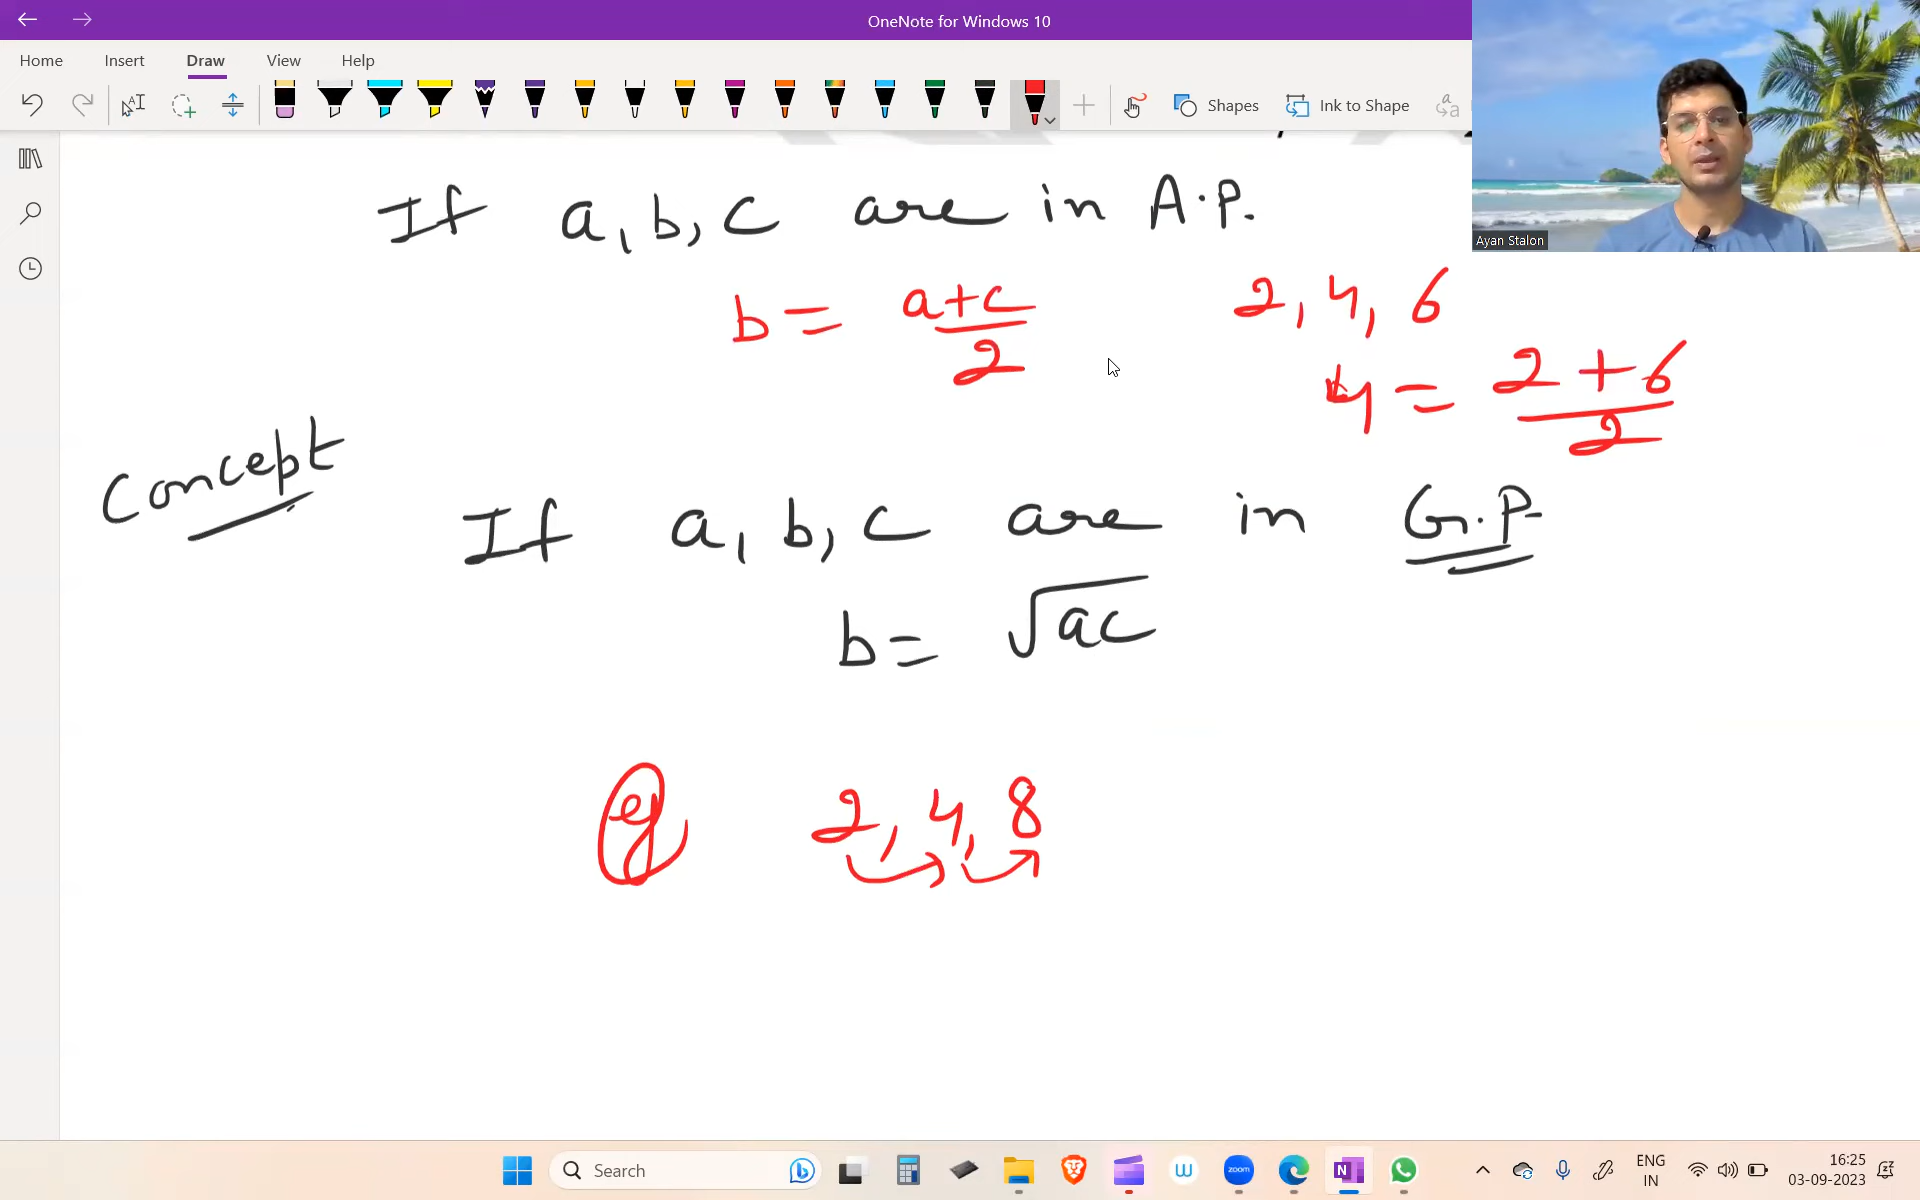 OneNote for Windows 10
Home Insert Draw View Help
Shapes Ink to Shape
Ayan Stalon
If a, b, c are in A.P.
b = a+c/2
2, 4, 6
4 = 2+6/2
Concept
If a, b, c are in G.P.
b = √ac
eg 2, 4, 8
Search
zoom
ENG
IN
16:25
03-09-2023